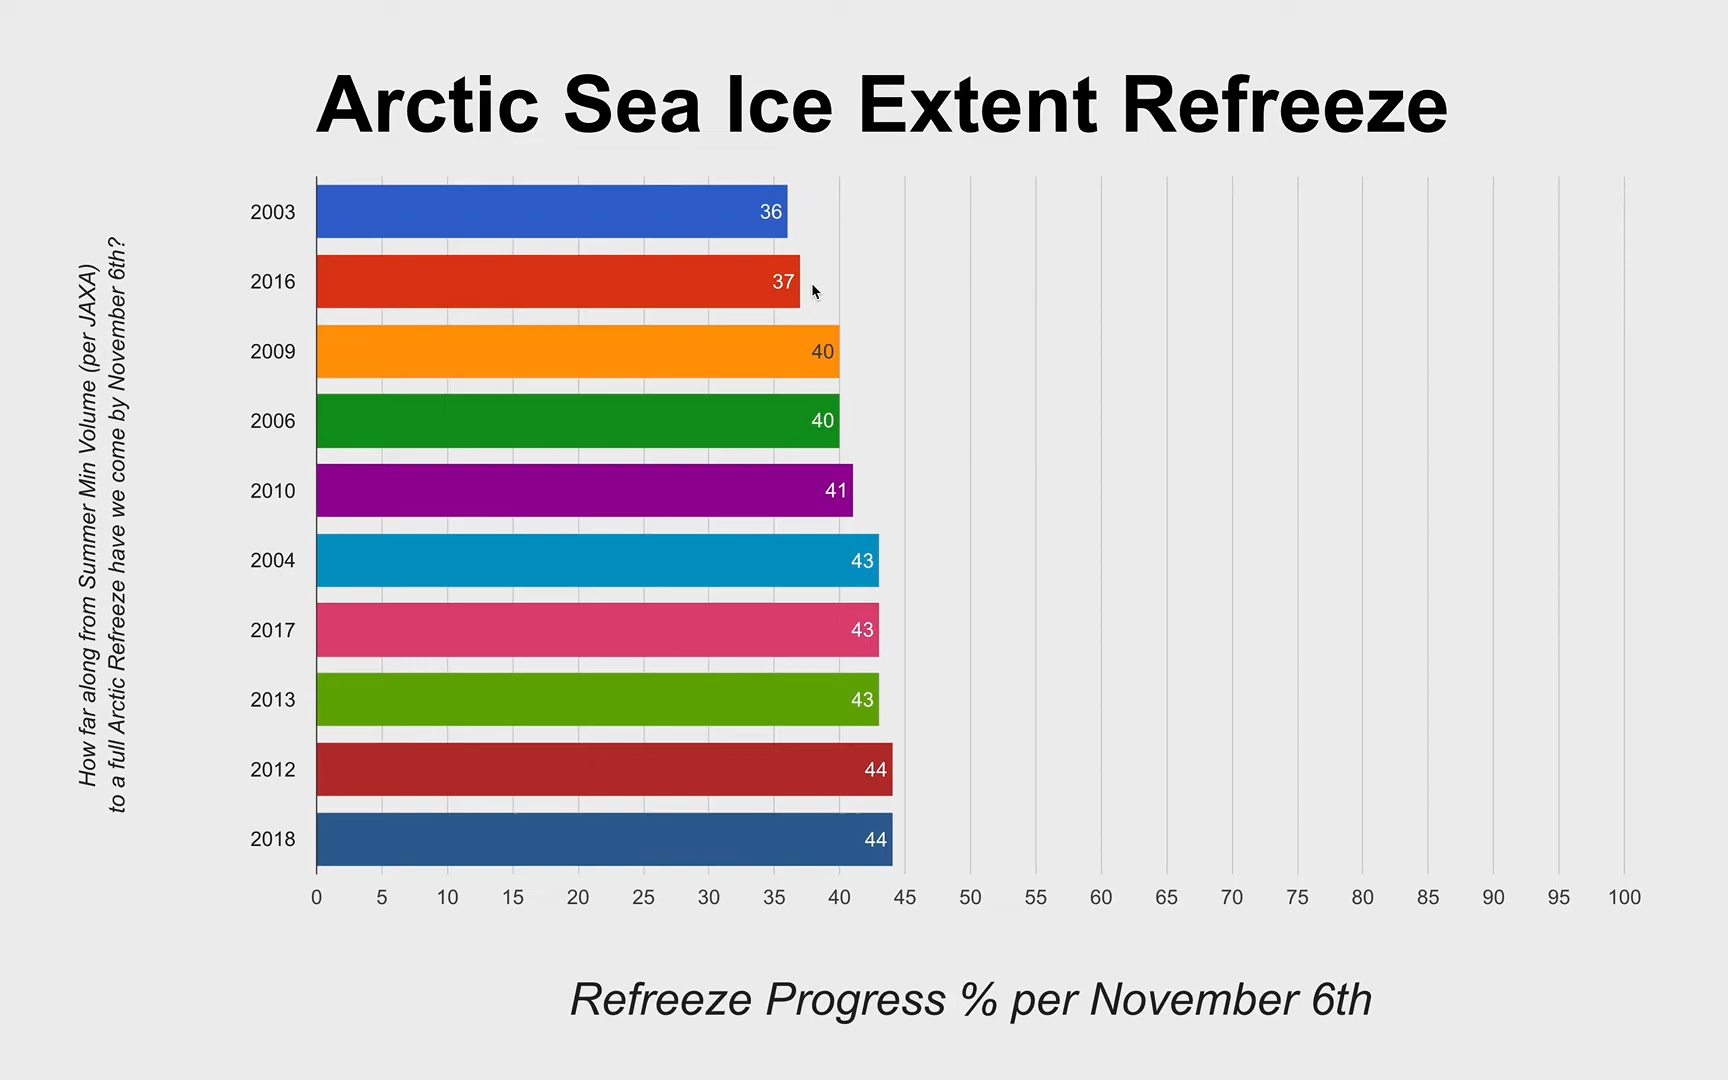 Arctic Sea Ice Extent Refreeze
How far along from Summer Min Volume (per JAXA)
to a full Arctic Refreeze have we come by November 6th?
2003 36
2016 37
2009 40
2006 40
2010 41
2004 43
2017 43
2013 43
2012 44
2018 44
0 5 10 15 20 25 30 35 40 45 50 55 60 65 70 75 80 85 90 95 100
Refreeze Progress % per November 6th